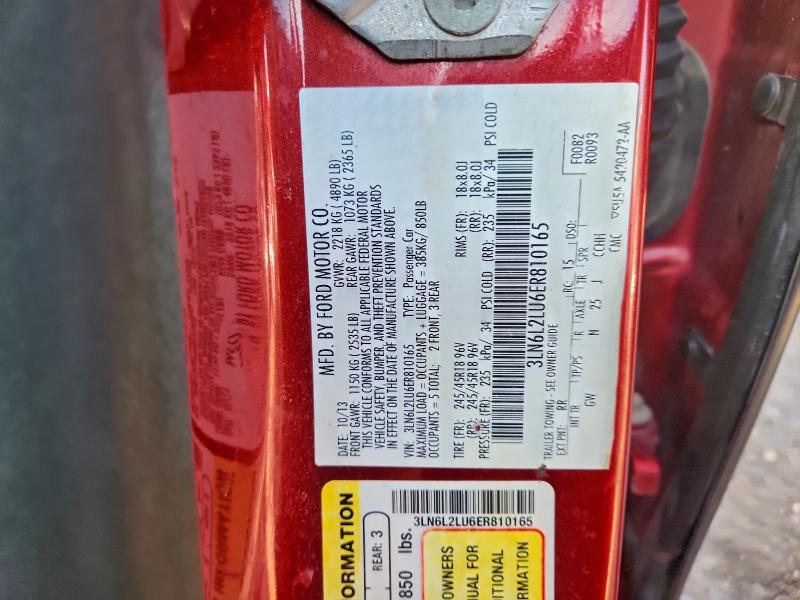 MFD. BY FORD MOTOR CO.
DATE: 10/13 GVWR: 2218 KG ( 4890 LB)
FRONT GAWR: 1150 KG ( 2535 LB) REAR GAWR: 1073 KG ( 2365 LB)
THIS VEHICLE CONFORMS TO ALL APPLICABLE FEDERAL MOTOR
VEHICLE SAFETY, BUMPER, AND THEFT PREVENTION STANDARDS
IN EFFECT ON THE DATE OF MANUFACTURE SHOWN ABOVE.
VIN: 3LN6L2LU6ER810165 TYPE: Passenger Car
MAXIMUM LOAD = OCCUPANTS + LUGGAGE = 385KG/ 850LB
OCCUPANTS = 5 TOTAL: 2 FRONT, 3 REAR
TIRE (FR): 245/45R18 96V RIMS (FR): 18x8.0J
(RR): 245/45R18 96V (RR): 18x8.0J
PRESSURE (FR): 235 kPa/ 34 PSI COLD (RR): 235 kPa/ 34 PSI COLD
3LN6L2LU6ER810165
TRAILER TOWING - SEE OWNER GUIDE
EXT PNT: RR RC: 15 DSO: F0082
R0093
INT TR TP/PS R AXLE TR SPR
GW N 25 J CCHH
CMC 5420472-AA
ORMATION
REAR: 3
850 lbs.
3LN6L2LU6ER810165
OWNERS
UAL FOR
ITIONAL
RMATION